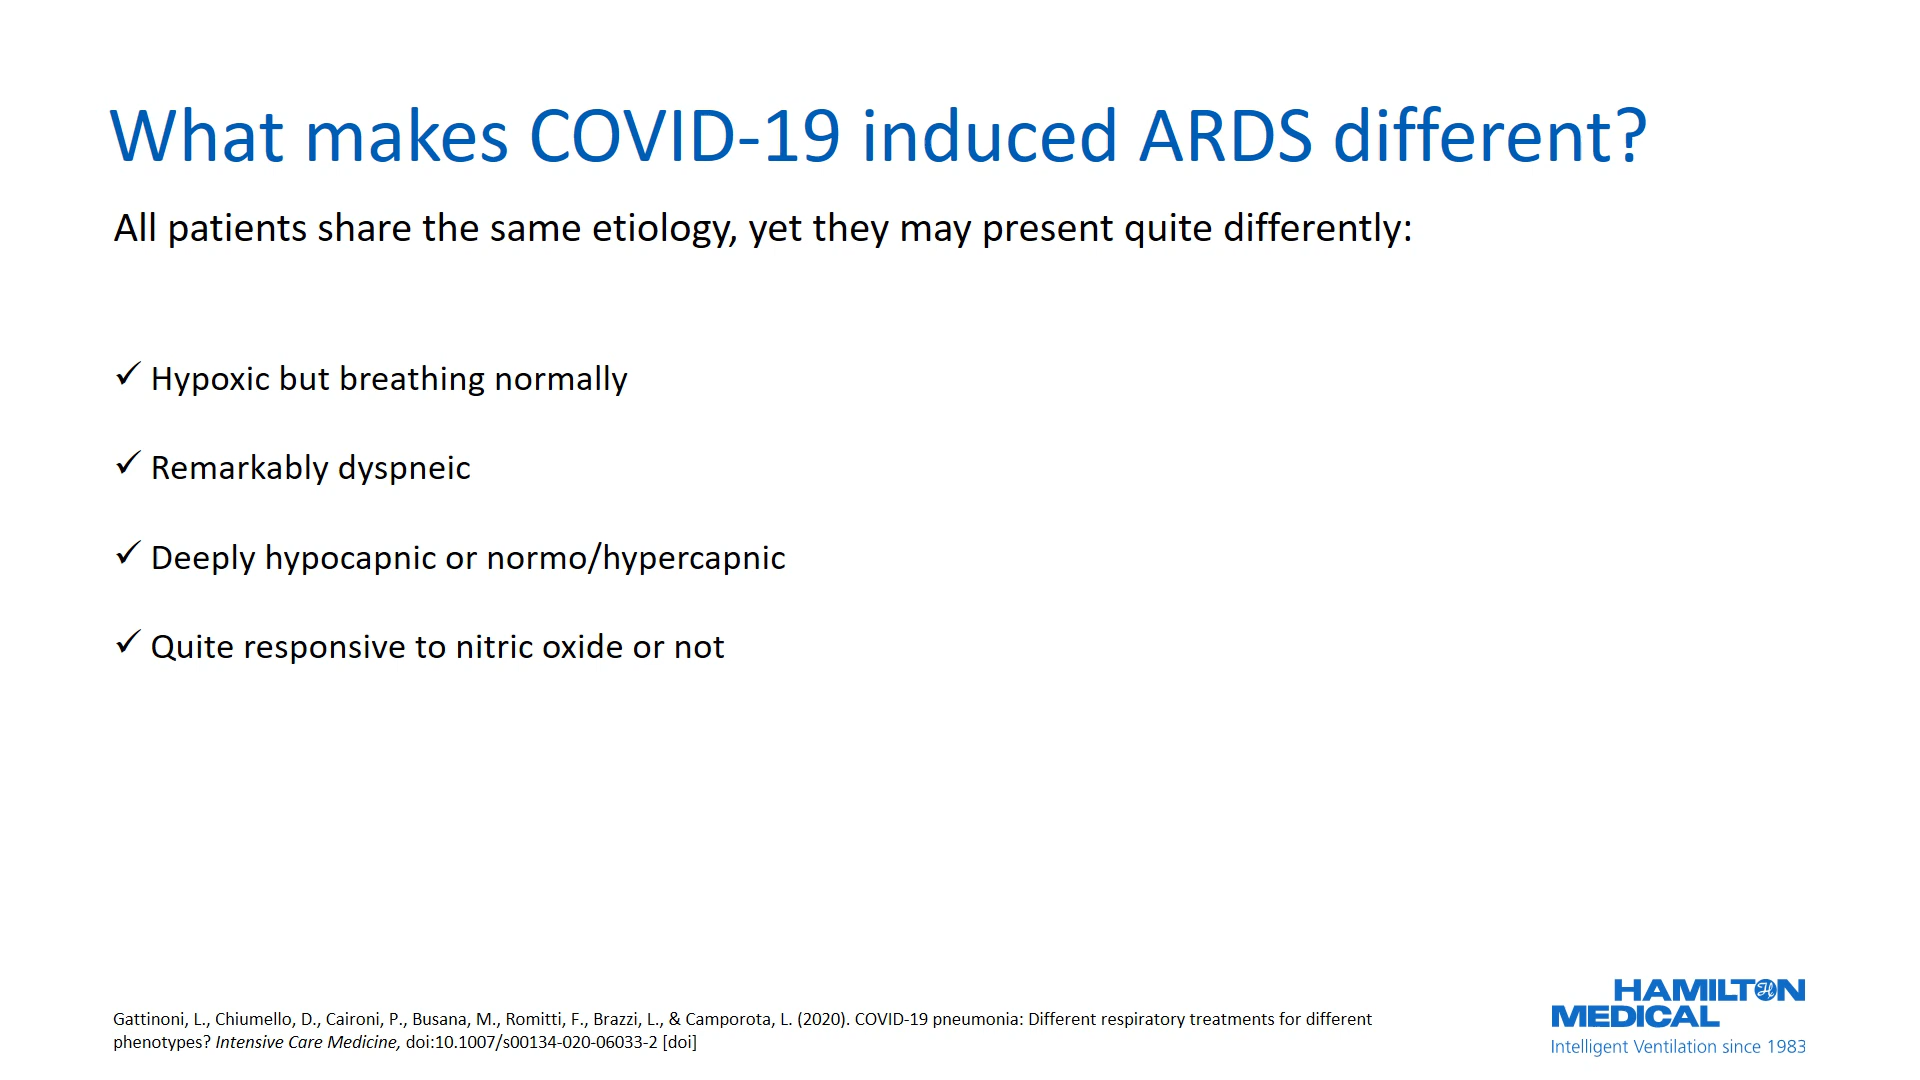 What makes COVID-19 induced ARDS different?
All patients share the same etiology, yet they may present quite differently:
✓ Hypoxic but breathing normally
✓ Remarkably dyspneic
✓ Deeply hypocapnic or normo/hypercapnic
✓ Quite responsive to nitric oxide or not
Gattinoni, L., Chiumello, D., Caironi, P., Busana, M., Romitti, F., Brazzi, L., & Camporota, L. (2020). COVID-19 pneumonia: Different respiratory treatments for different
phenotypes? Intensive Care Medicine, doi:10.1007/s00134-020-06033-2 [doi]
HAMILTON
MEDICAL
Intelligent Ventilation since 1983